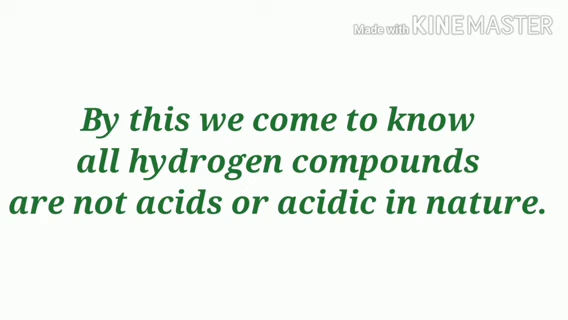 Made with KINEMASTER
By this we come to know
all hydrogen compounds
are not acids or acidic in nature.